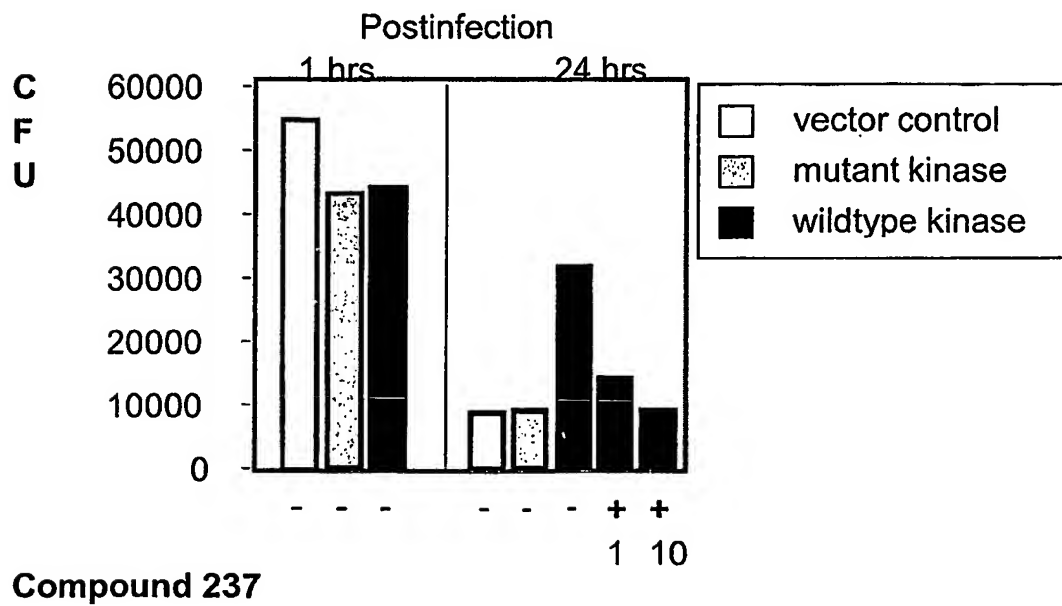 Postinfection
1 hrs 24 hrs
C
F
U
60000
50000
40000
30000
20000
10000
0
vector control
mutant kinase
wildtype kinase
- - - - - - + +
1 10
Compound 237